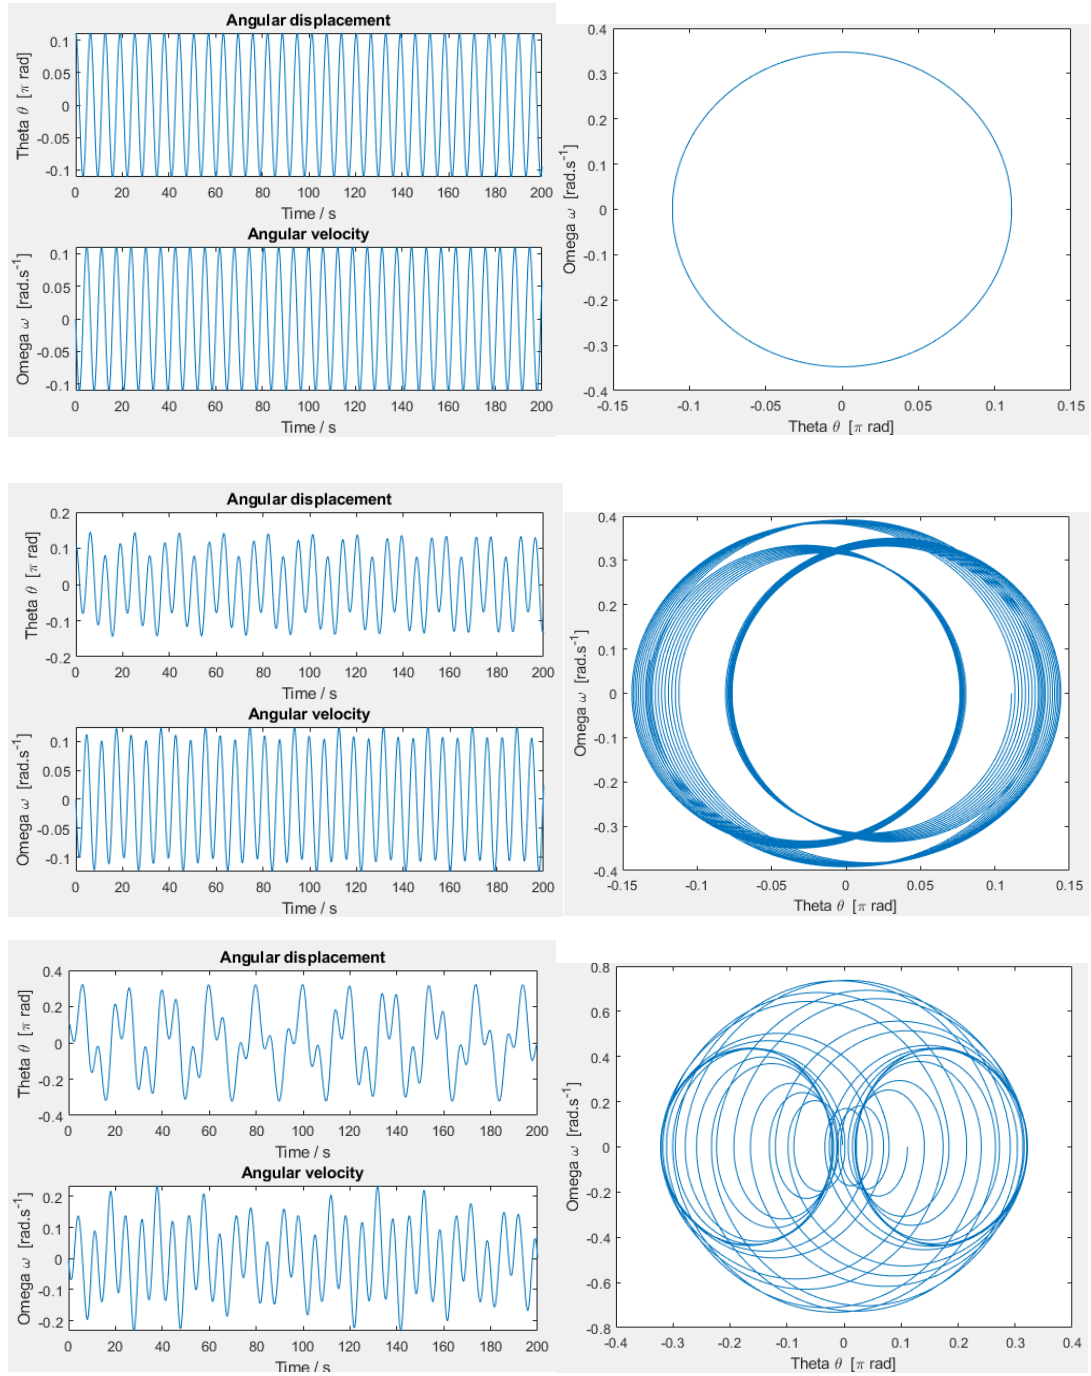 Angular displacement
Theta θ [π rad]
0.1
0.05
0
-0.05
-0.1
0 20 40 60 80 100 120 140 160 180 200
Time / s
Angular velocity
Omega ω [rad.s-1]
0.1
0.05
0
-0.05
-0.1
0 20 40 60 80 100 120 140 160 180 200
Time / s
Omega ω [rad.s-1]
0.4
0.3
0.2
0.1
0
-0.1
-0.2
-0.3
-0.4
-0.15 -0.1 -0.05 0 0.05 0.1 0.15
Theta θ [π rad]
Angular displacement
Theta θ [π rad]
0.2
0.1
0
-0.1
-0.2
0 20 40 60 80 100 120 140 160 180 200
Time / s
Angular velocity
Omega ω [rad.s-1]
0.1
0.05
0
-0.05
-0.1
0 20 40 60 80 100 120 140 160 180 200
Time / s
Omega ω [rad.s-1]
0.4
0.3
0.2
0.1
0
-0.1
-0.2
-0.3
-0.4
-0.15 -0.1 -0.05 0 0.05 0.1 0.15
Theta θ [π rad]
Angular displacement
Theta θ [π rad]
0.4
0.2
0
-0.2
-0.4
0 20 40 60 80 100 120 140 160 180 200
Time / s
Angular velocity
Omega ω [rad.s-1]
0.2
0.1
0
-0.1
-0.2
0 20 40 60 80 100 120 140 160 180 200
Time / s
Omega ω [rad.s-1]
0.8
0.6
0.4
0.2
0
-0.2
-0.4
-0.6
-0.8
-0.4 -0.3 -0.2 -0.1 0 0.1 0.2 0.3 0.4
Theta θ [π rad]